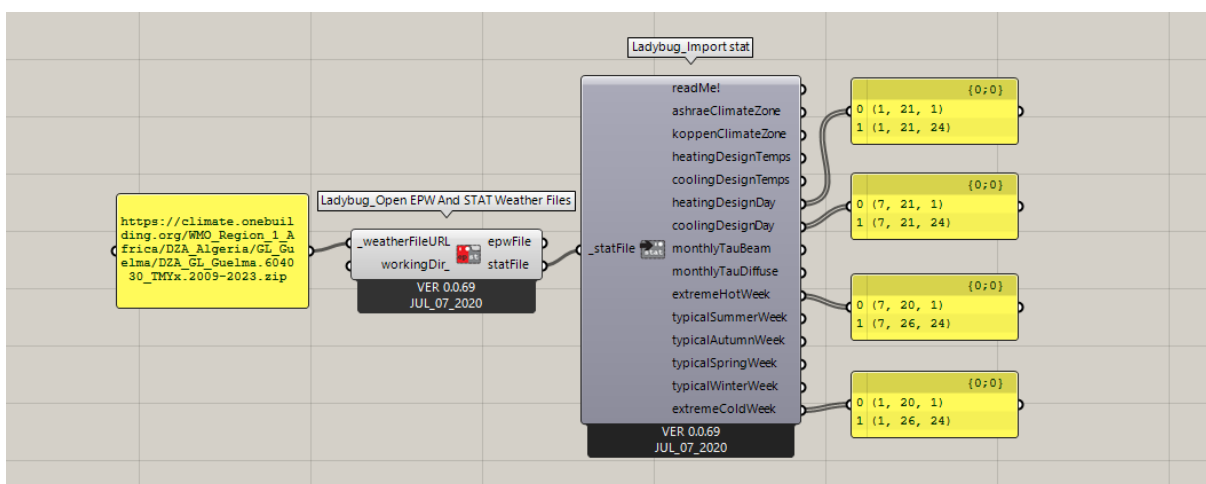 Ladybug_Import stat
readMe!
ashraeClimateZone
koppenClimateZone
heatingDesignTemps
coolingDesignTemps
heatingDesignDay
coolingDesignDay
monthlyTauBeam
monthlyTauDiffuse
extremeHotWeek
typicalSummerWeek
typicalAutumnWeek
typicalSpringWeek
typicalWinterWeek
extremeColdWeek
_statFile
stat
VER 0.0.69
JUL_07_2020
Ladybug_Open EPW And STAT Weather Files
_weatherFileURL
workingDir_
epwFile
statFile
VER 0.0.69
JUL_07_2020
https://climate.onebuil
ding.org/WMO_Region_1_A
frica/DZA_Algeria/GL_Gu
elma/DZA_GL_Guelma.6040
30_TMYx.2009-2023.zip
{0;0}
0 (1, 21, 1)
1 (1, 21, 24)
{0;0}
0 (7, 21, 1)
1 (7, 21, 24)
{0;0}
0 (7, 20, 1)
1 (7, 26, 24)
{0;0}
0 (1, 20, 1)
1 (1, 26, 24)